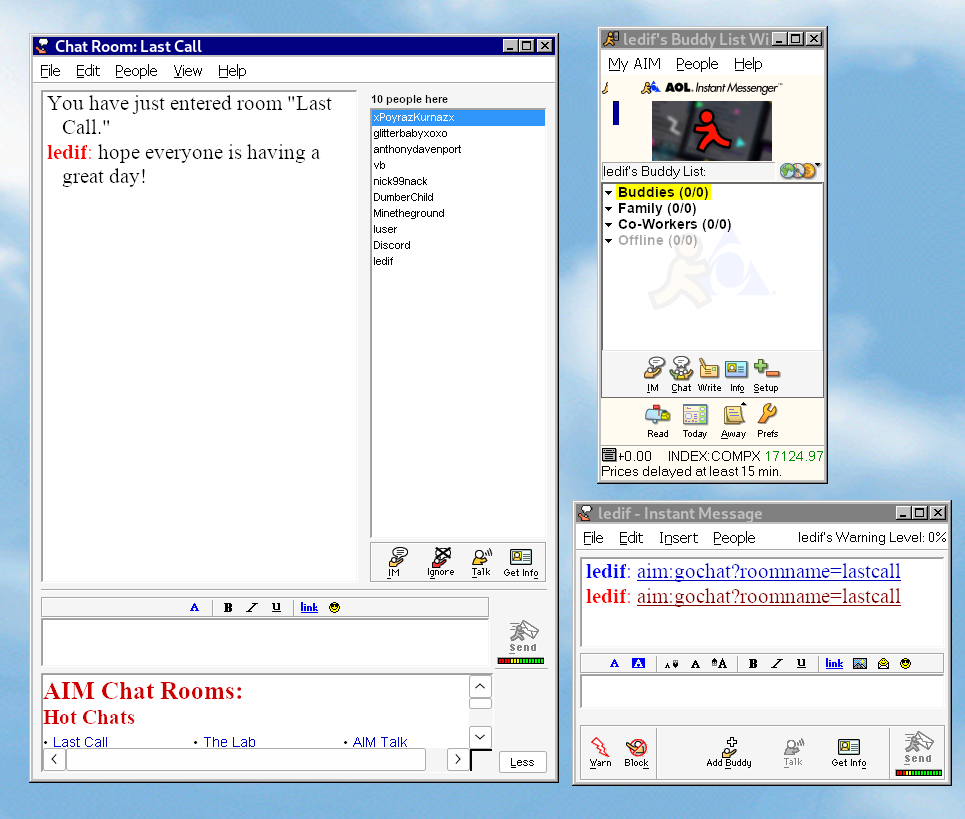 Chat Room: Last Call
File Edit People View Help
You have just entered room "Last
Call."
ledif: hope everyone is having a
great day!
10 people here
xPoyrazKurnazx
glitterbabyxoxo
anthonydavenport
vb
nick99nack
DumberChild
Minetheground
luser
Discord
ledif
IM Ignore Talk Get Info
A B I U link
Send
AIM Chat Rooms:
Hot Chats
• Last Call • The Lab • AIM Talk
Less
ledif's Buddy List Wi
My AIM People Help
AOL Instant Messenger™
ledif's Buddy List:
Buddies (0/0)
Family (0/0)
Co-Workers (0/0)
Offline (0/0)
IM Chat Write Info Setup
Read Today Away Prefs
+0.00 INDEX:COMPX 17124.97
Prices delayed at least 15 min.
ledif - Instant Message
File Edit Insert People ledif's Warning Level: 0%
ledif: aim:gochat?roomname=lastcall
ledif: aim:gochat?roomname=lastcall
A A A A A B I U link
Warn Block Add Buddy Talk Get Info Send